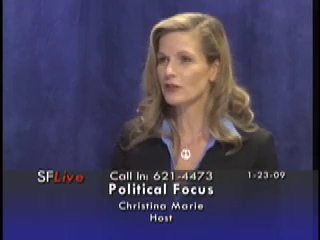 SFLive Call In: 621-4473 1-23-09
Political Focus
Christina Marie
Host